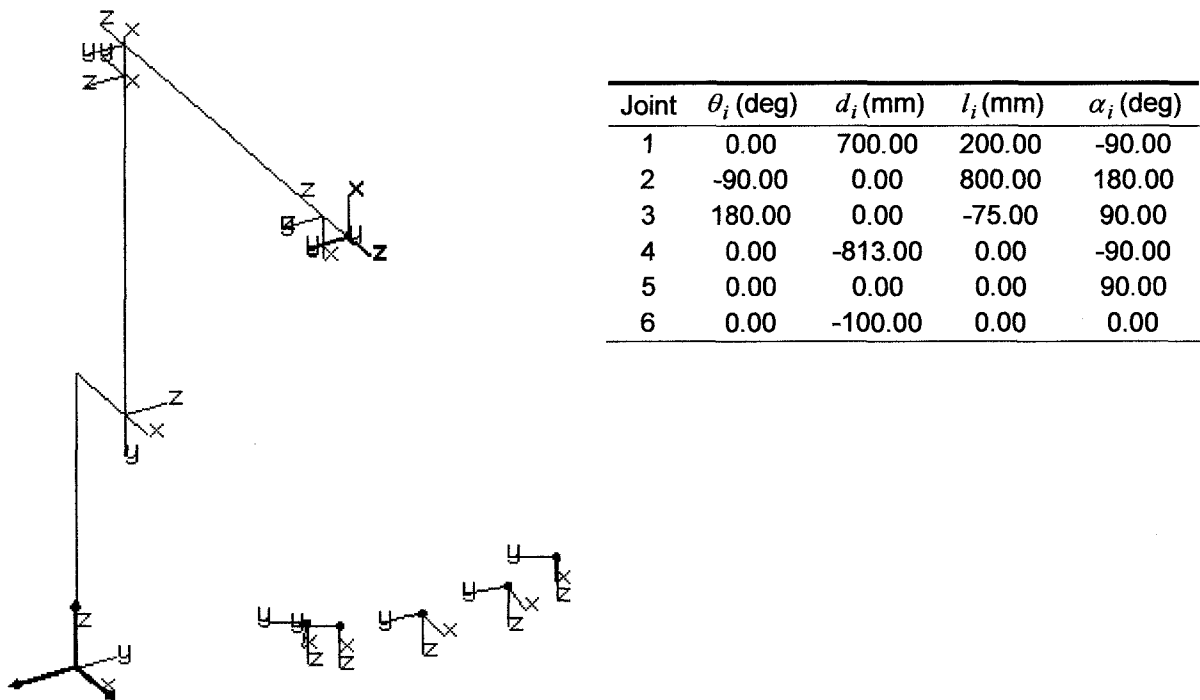 z x
y y
z x
x
z
y y
x z
z
x
y
y
x
z
y
x
z
y
x
z
y y
x x
z z
z y
x
Joint θi (deg) di (mm) li (mm) αi (deg)
1 0.00 700.00 200.00 -90.00
2 -90.00 0.00 800.00 180.00
3 180.00 0.00 -75.00 90.00
4 0.00 -813.00 0.00 -90.00
5 0.00 0.00 0.00 90.00
6 0.00 -100.00 0.00 0.00